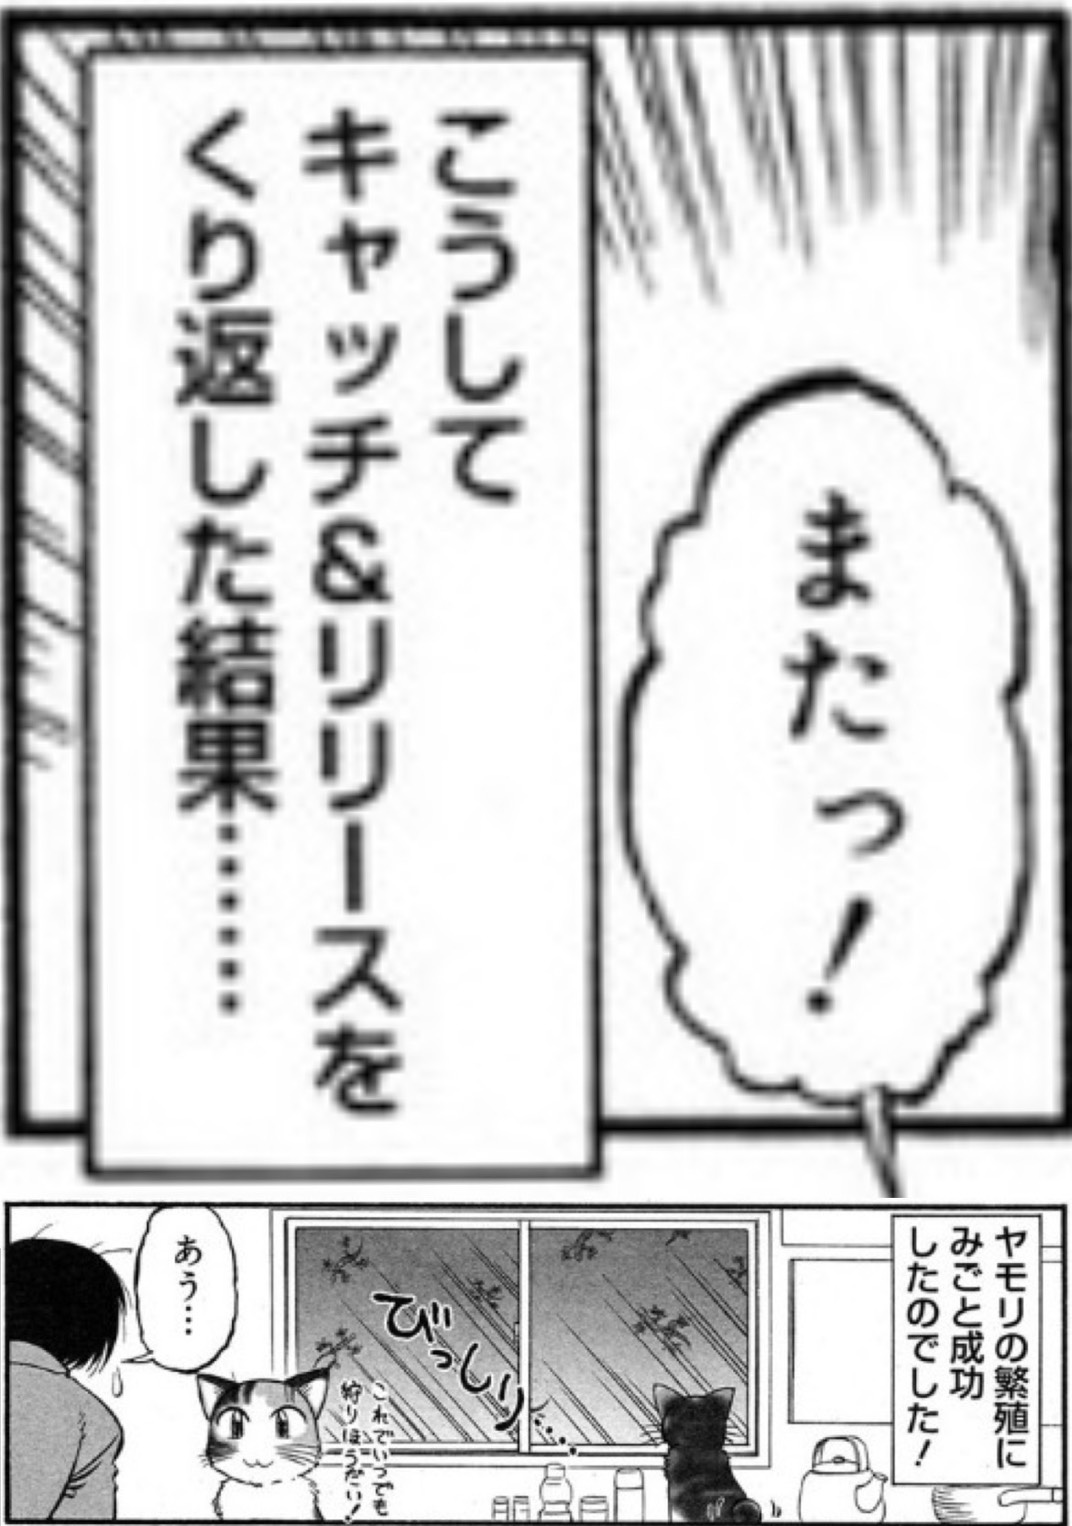 またっ！
こうして
キャッチ&リリースを
くり返した結果……
ヤモリの繁殖に
みごと成功
したのでした！
びっしり……
これでいつでも
狩りほうだい！
あう…